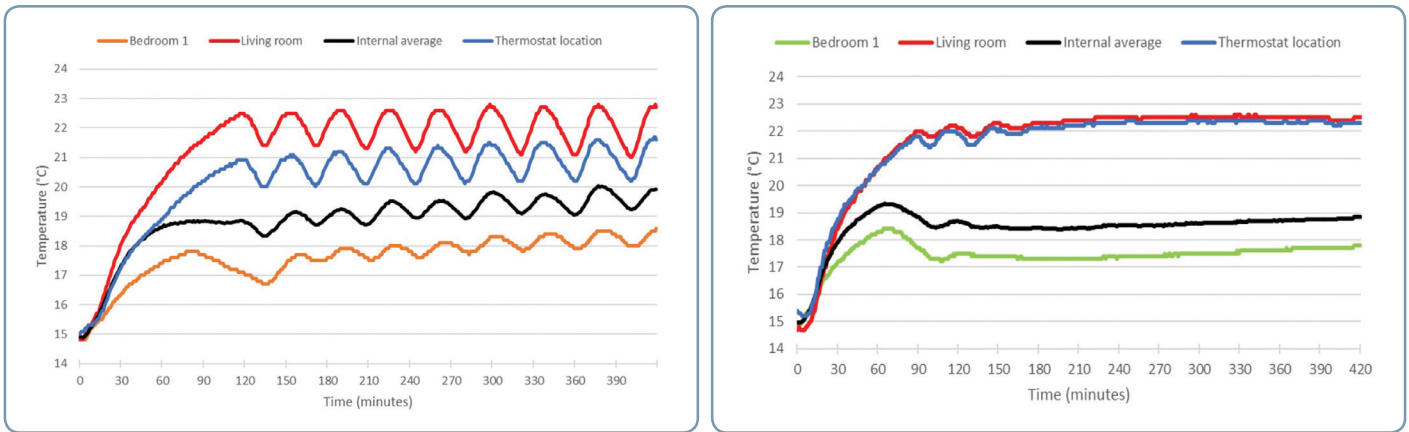 Bedroom 1 Living room Internal average Thermostat location
24
23
22
21
20
19
18
17
16
15
14
Temperature (°C)
0 30 60 90 120 150 180 210 240 270 300 330 360 390
Time (minutes)
Bedroom 1 Living room Internal average Thermostat location
24
23
22
21
20
19
18
17
16
15
14
Temperature (°C)
0 30 60 90 120 150 180 210 240 270 300 330 360 390 420
Time (minutes)